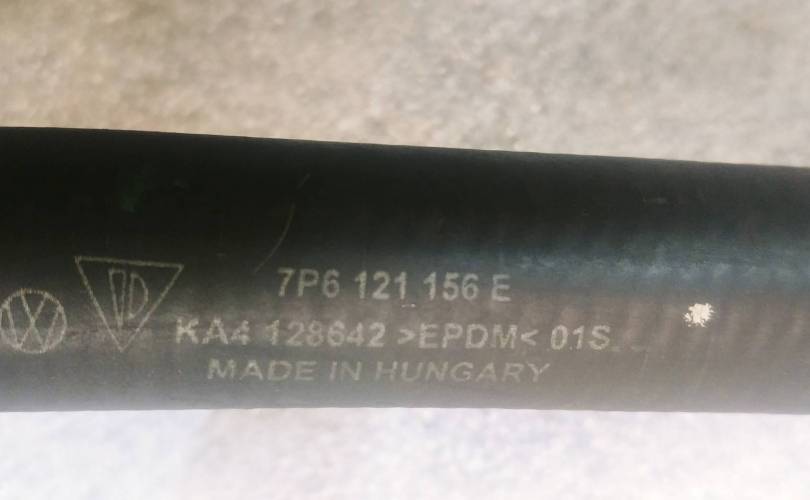 7P6 121 156 E
KA4 128642 >EPDM< 01S
MADE IN HUNGARY